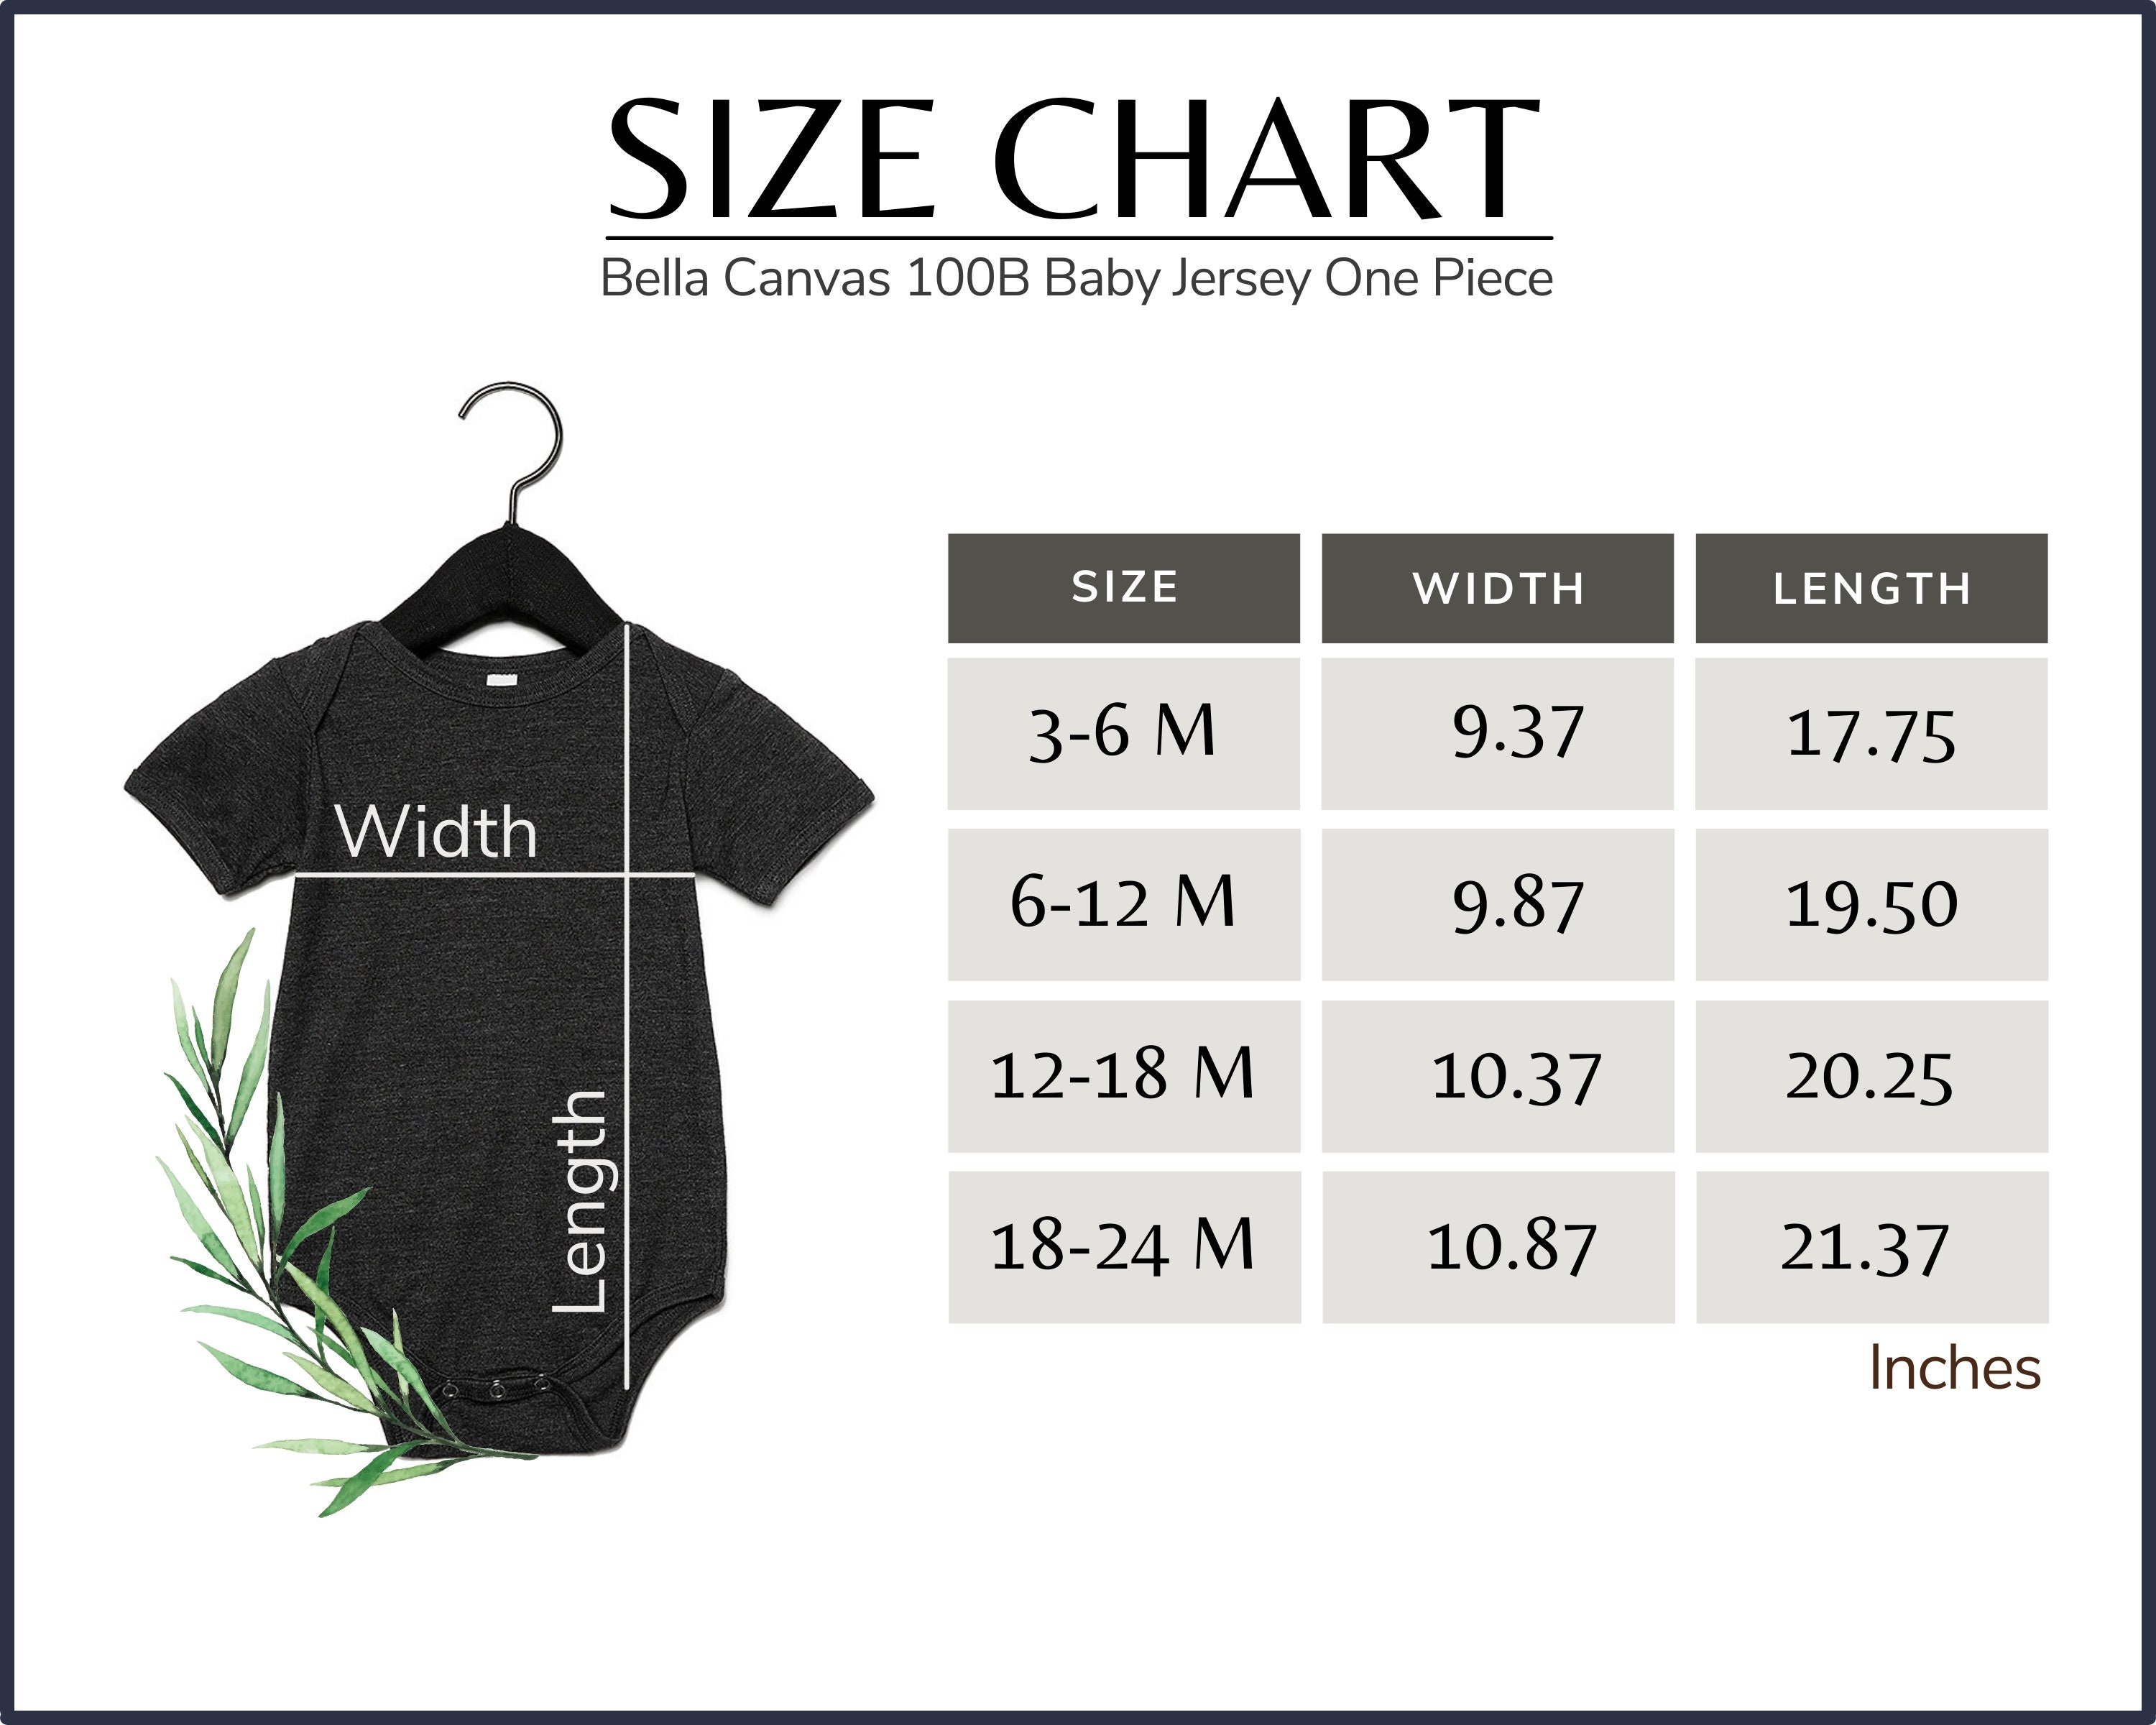 SIZE CHART
Bella Canvas 100B Baby Jersey One Piece
Width
Length
SIZE WIDTH LENGTH
3-6 M 9.37 17.75
6-12 M 9.87 19.50
12-18 M 10.37 20.25
18-24 M 10.87 21.37
Inches